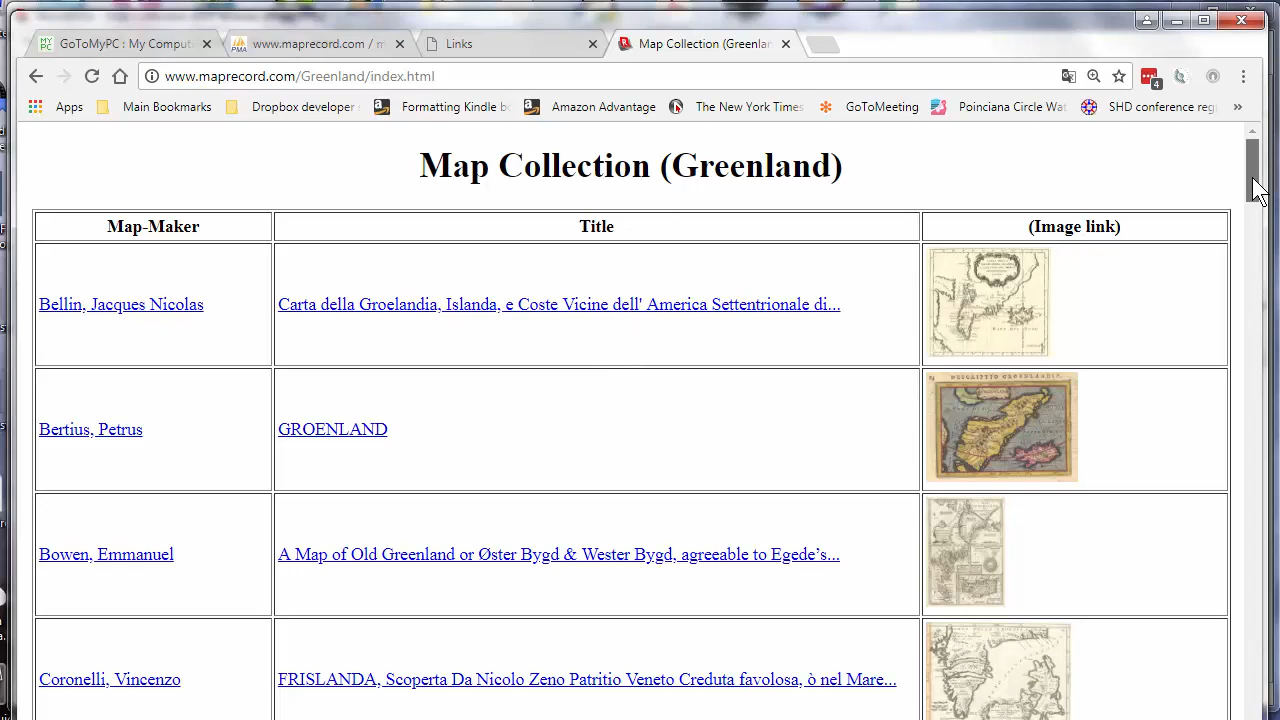 GoToMyPC : My Comput
www.maprecord.com / m
Links
Map Collection (Greenla
www.maprecord.com/Greenland/index.html
4
Apps
Main Bookmarks
Dropbox developer
Formatting Kindle b
Amazon Advantage
The New York Times
GoToMeeting
Poinciana Circle Wat
SHD conference reg
»
Map Collection (Greenland)
Map-Maker Title (Image link)
Bellin, Jacques Nicolas Carta della Groelandia, Islanda, e Coste Vicine dell' America Settentrionale di...
Bertius, Petrus GROENLAND
DESCRIPTIO GROENLANDIÆ.
Bowen, Emmanuel A Map of Old Greenland or Øster Bygd & Wester Bygd, agreeable to Egede’s...
Coronelli, Vincenzo FRISLANDA, Scoperta Da Nicolo Zeno Patritio Veneto Creduta favolosa, ò nel Mare...